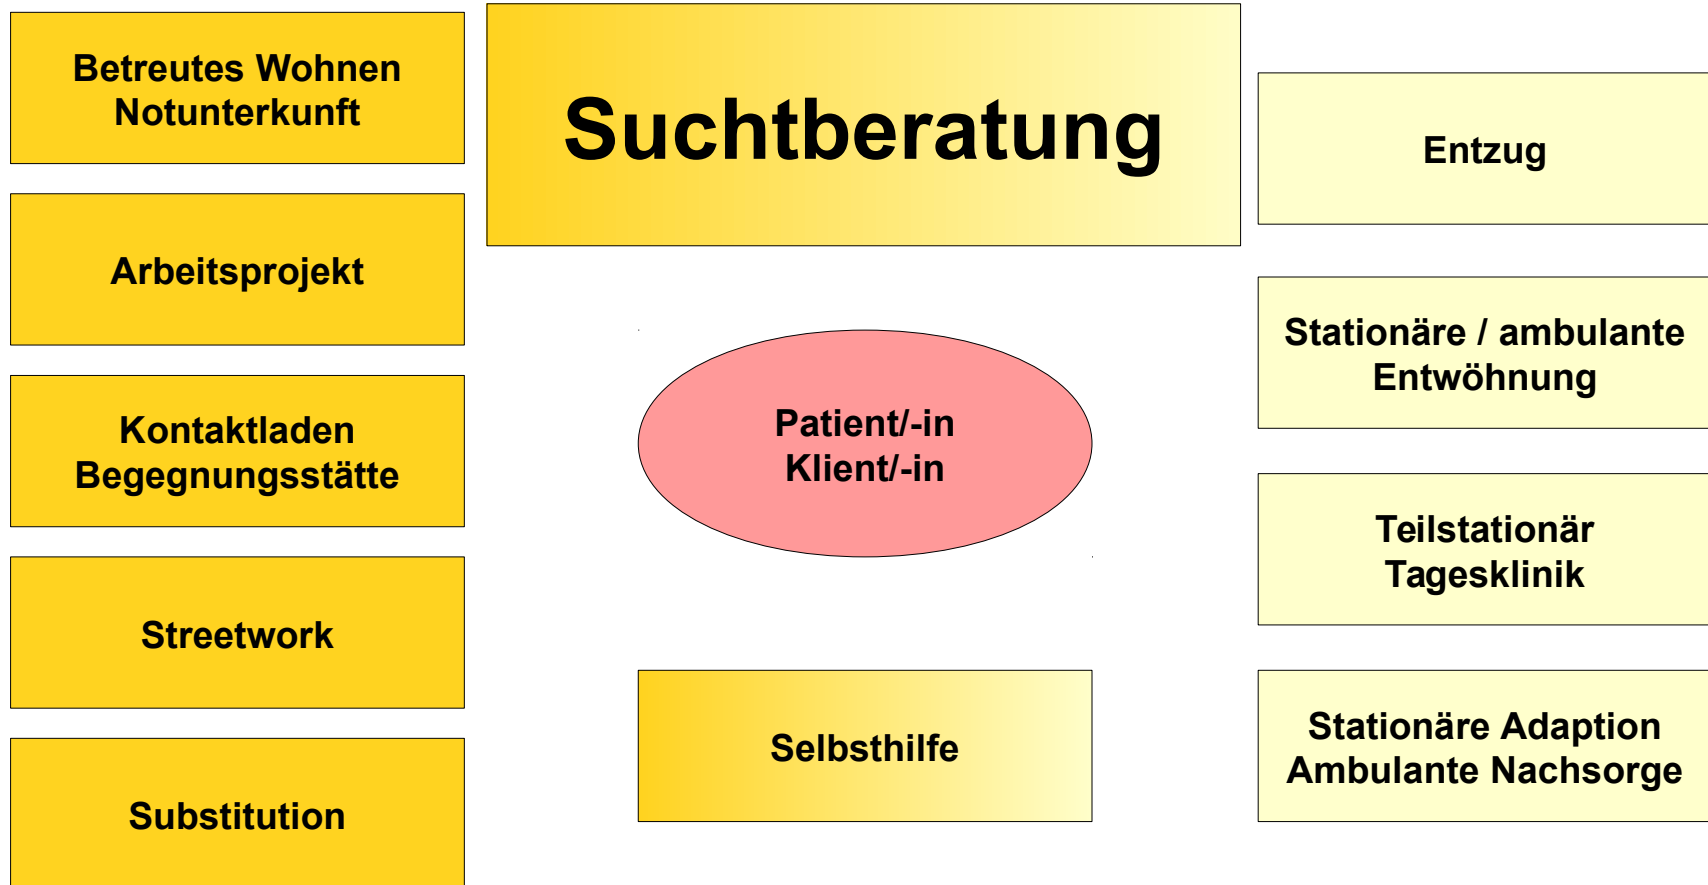 Betreutes Wohnen
Notunterkunft
Arbeitsprojekt
Kontaktladen
Begegnungsstätte
Streetwork
Substitution
Suchtberatung
Patient/-in
Klient/-in
Selbsthilfe
Entzug
Stationäre / ambulante
Entwöhnung
Teilstationär
Tagesklinik
Stationäre Adaption
Ambulante Nachsorge